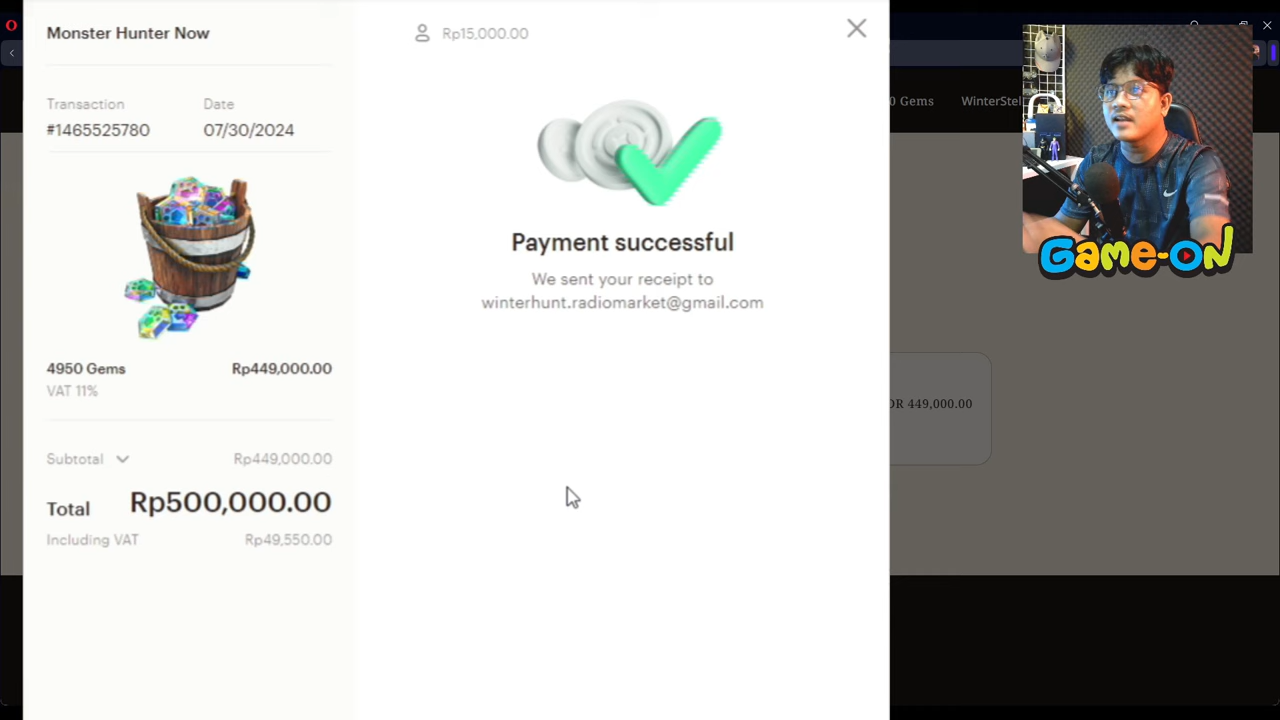 Monster Hunter Now
Rp15,000.00
Transaction
Date
#1465525780
07/30/2024
Payment successful
We sent your receipt to
winterhunt.radiomarket@gmail.com
4950 Gems
Rp449,000.00
VAT 11%
Subtotal
Rp449,000.00
Total
Rp500,000.00
Including VAT
Rp49,550.00
0 Gems
WinterStel
449,000.00
GAME-ON